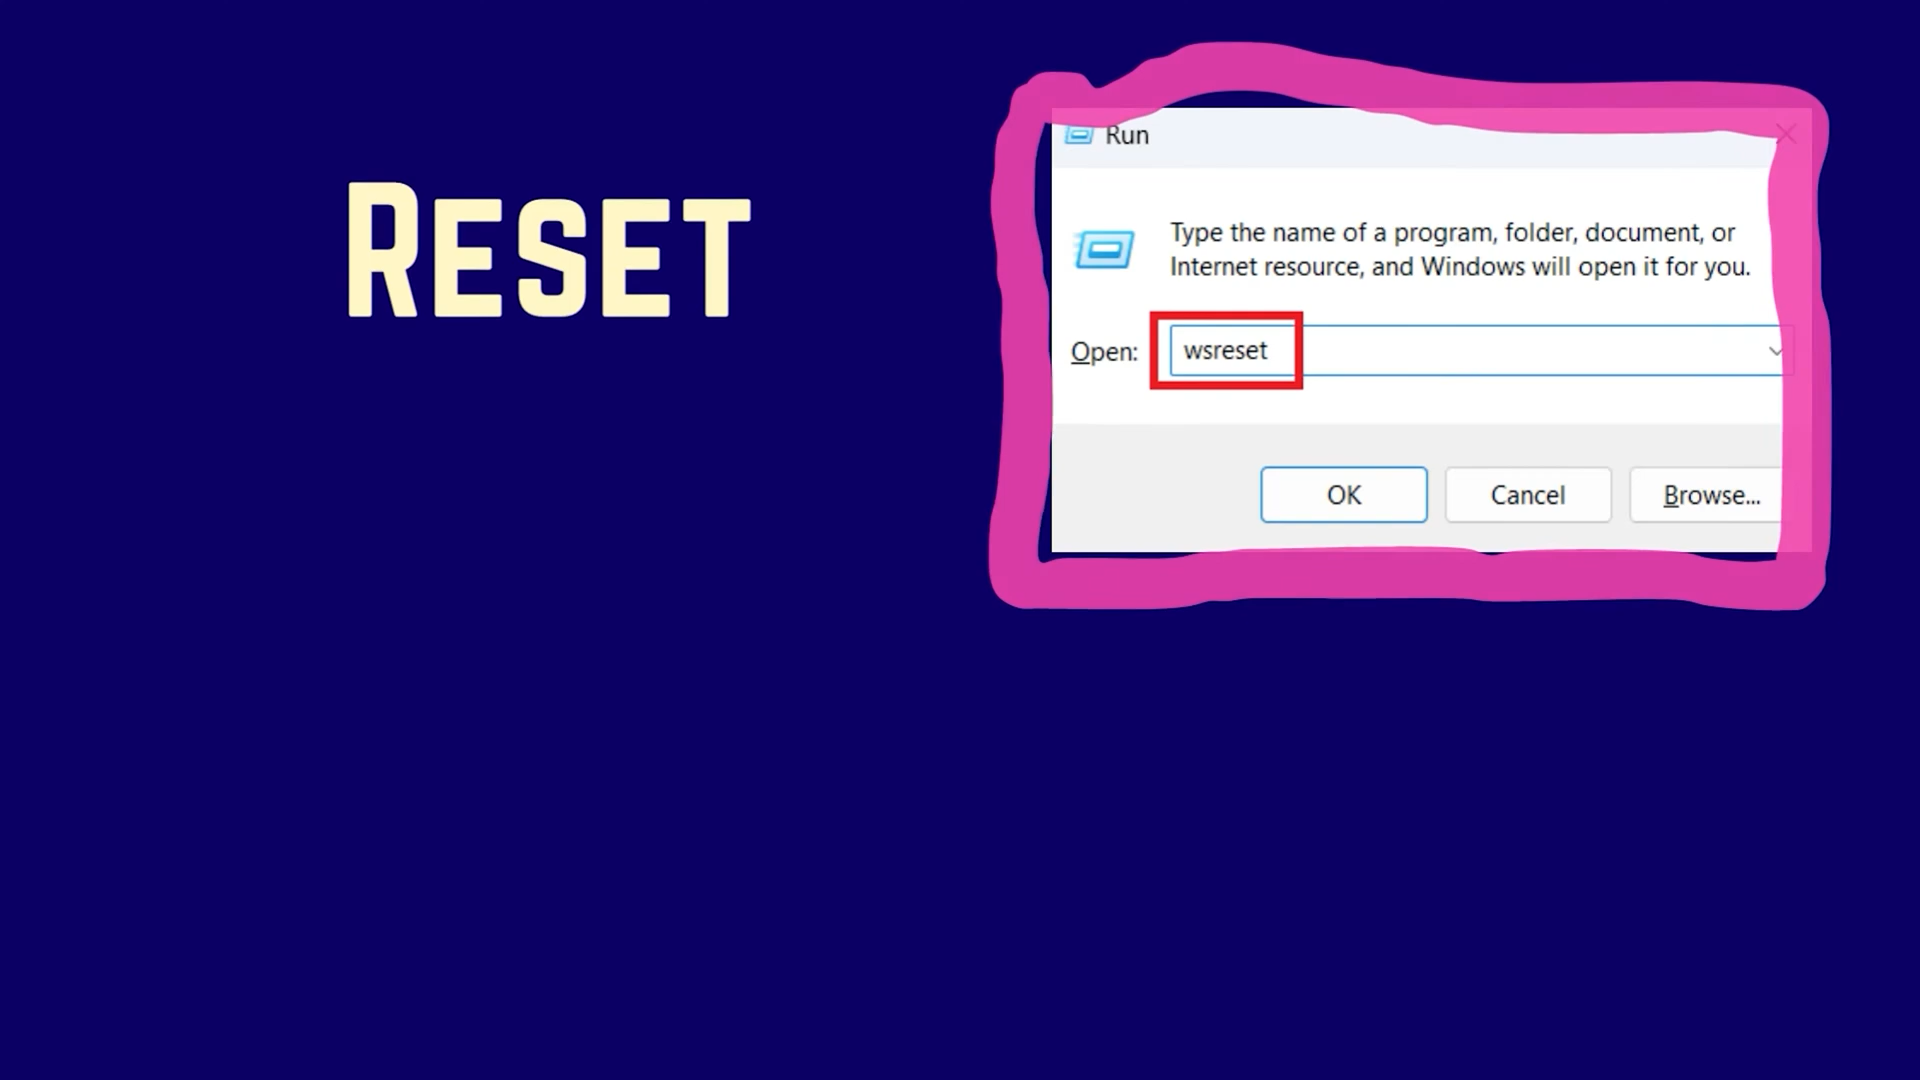 RESET
Run
Type the name of a program, folder, document, or
Internet resource, and Windows will open it for you.
Open: wsreset
OK Cancel Browse...